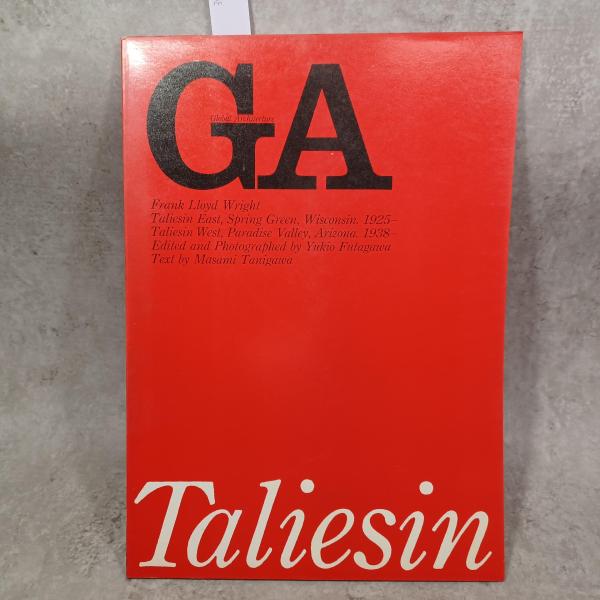 GA
Global Architecture
Frank Lloyd Wright
Taliesin East, Spring Green, Wisconsin. 1925–
Taliesin West, Paradise Valley, Arizona. 1938–
Edited and Photographed by Yukio Futagawa
Text by Masami Tanigawa
Taliesin